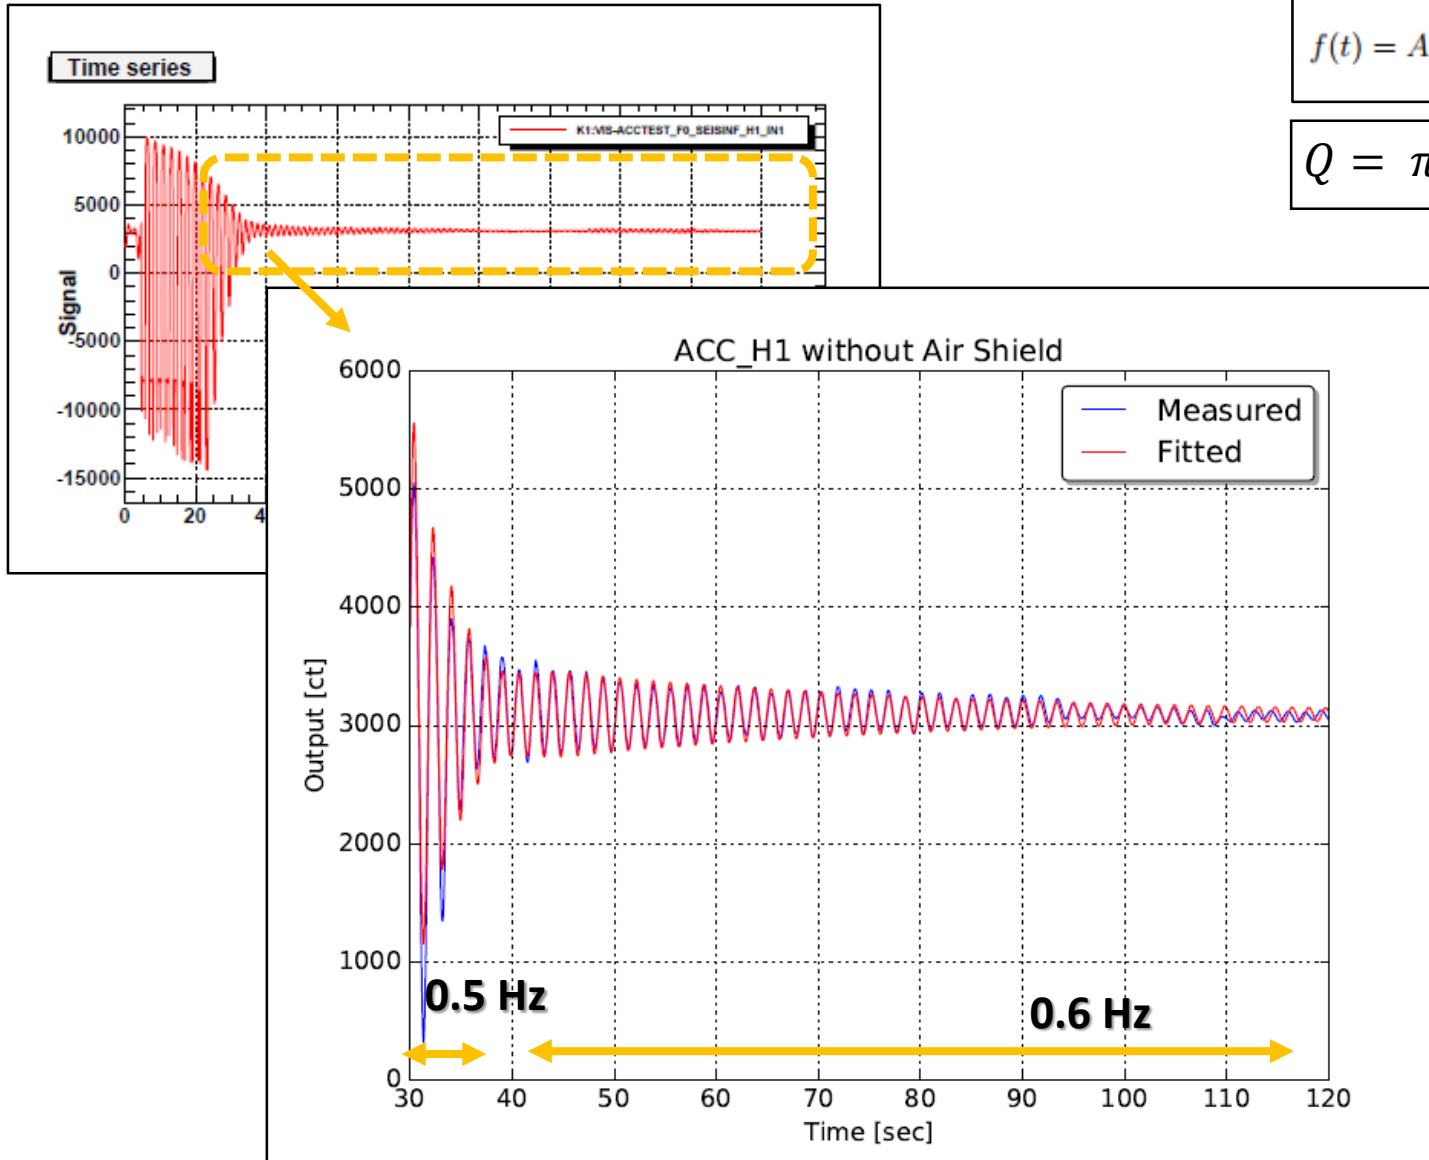 f(t) = A
Q = π
Time series
K1:VIS-ACCTEST_F0_SEISINF_H1_IN1
10000
5000
0
-5000
-10000
-15000
Signal
0 20 4
ACC_H1 without Air Shield
Measured
Fitted
6000
5000
4000
3000
2000
1000
0
Output [ct]
0.5 Hz
0.6 Hz
30 40 50 60 70 80 90 100 110 120
Time [sec]